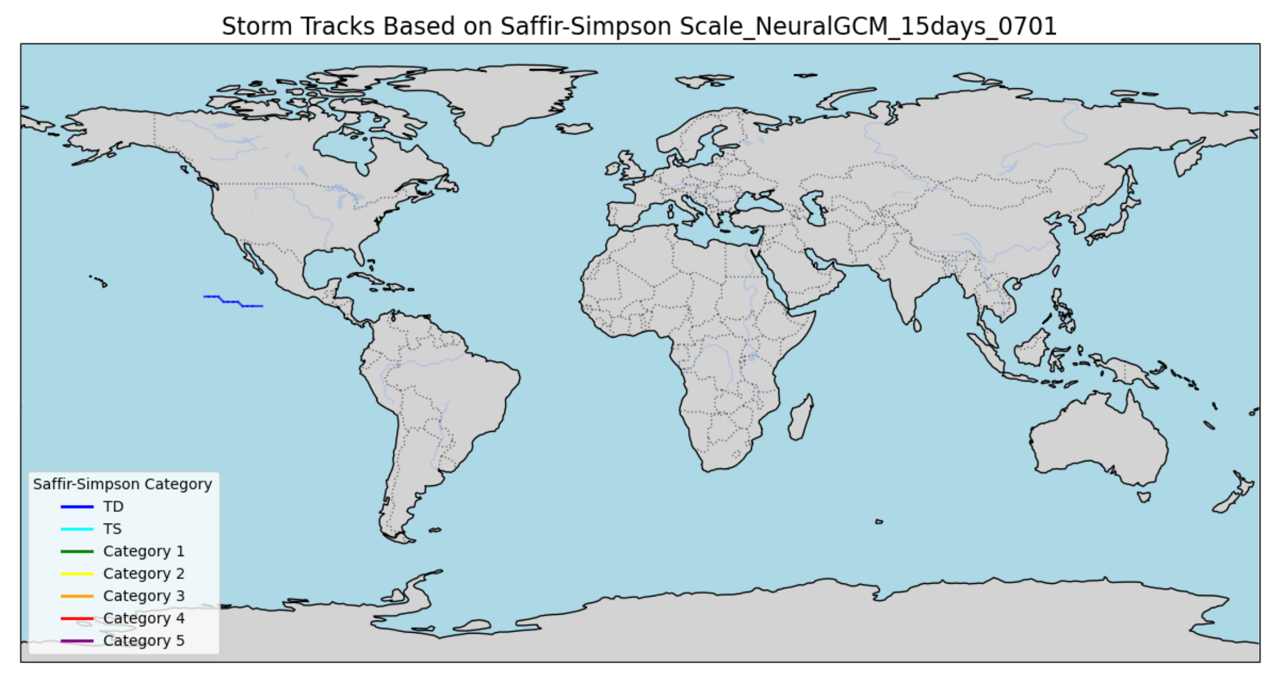 Storm Tracks Based on Saffir-Simpson Scale_NeuralGCM_15days_0701
Saffir-Simpson Category
TD
TS
Category 1
Category 2
Category 3
Category 4
Category 5